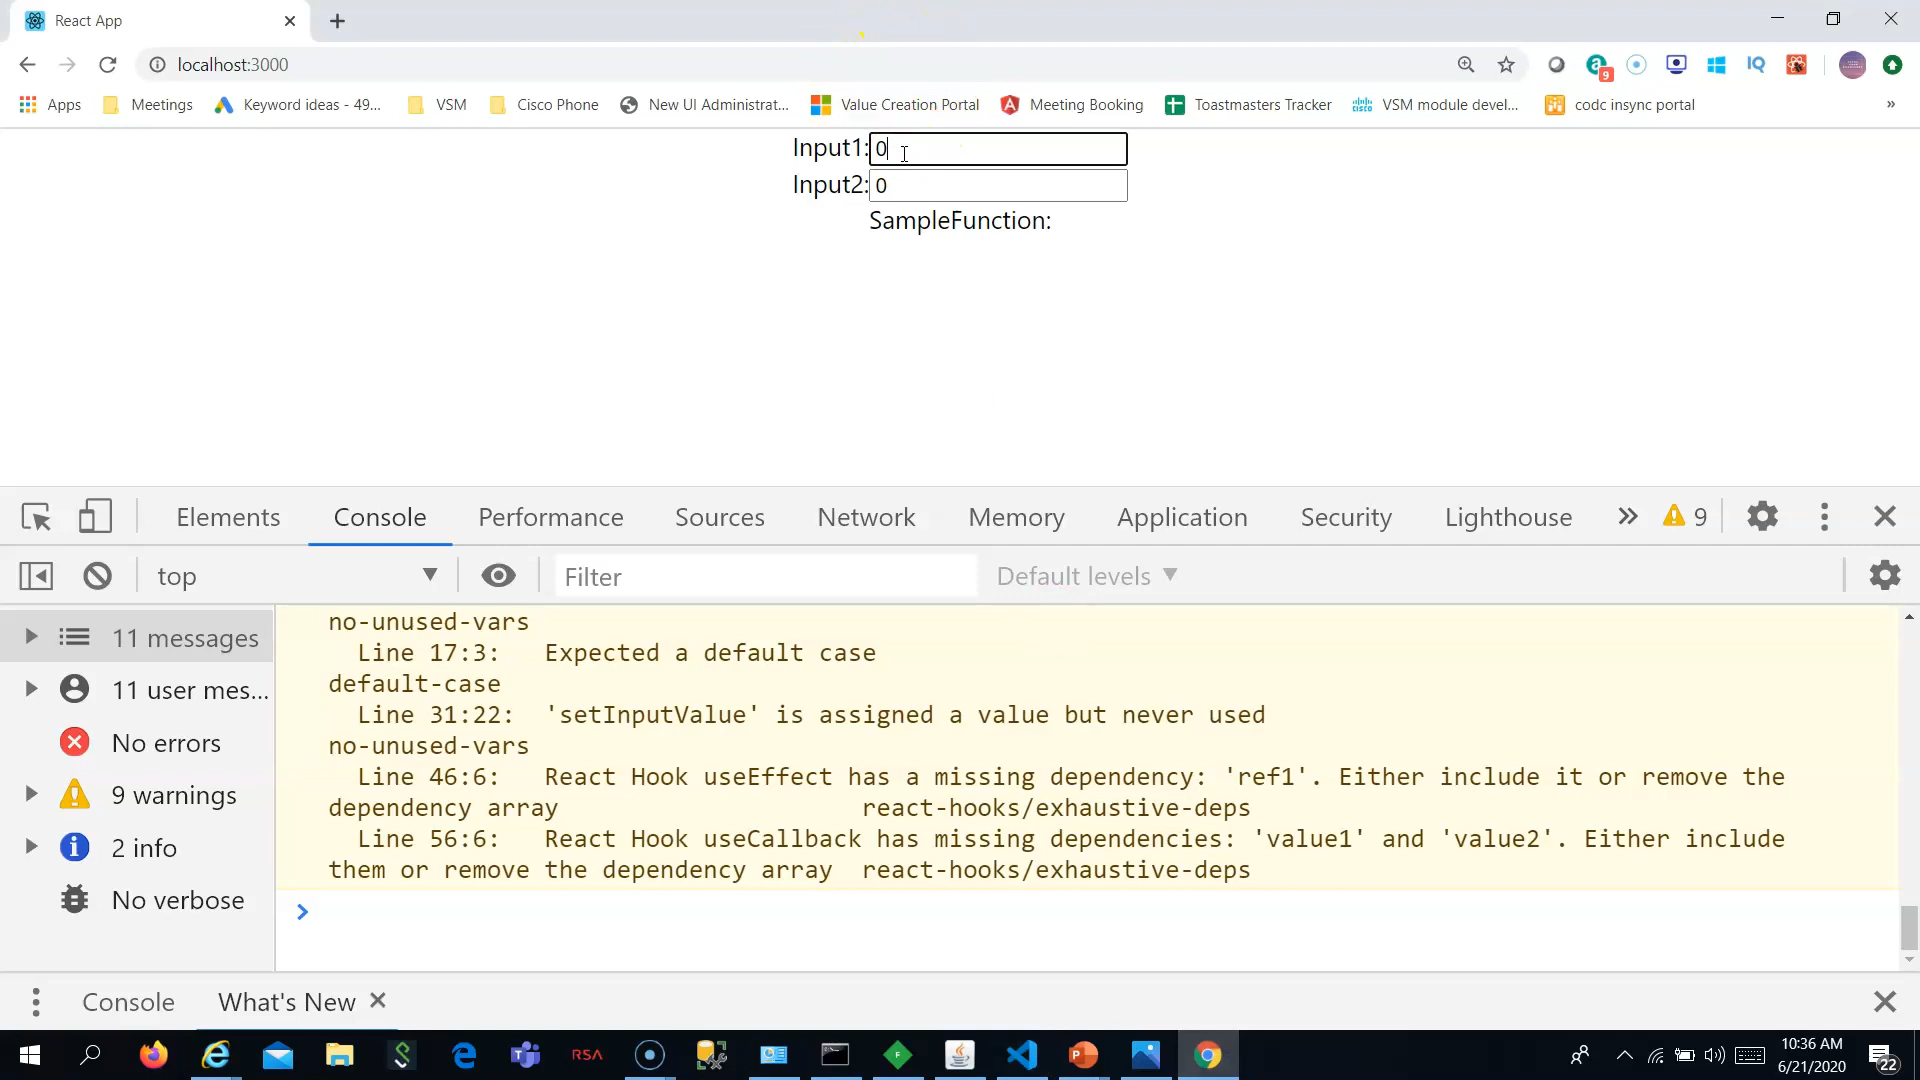 React App
localhost:3000
9
IQ
Apps
Meetings
Keyword ideas - 49...
VSM
Cisco Phone
New UI Administrat...
Value Creation Portal
Meeting Booking
Toastmasters Tracker
cisco
VSM module devel...
codc insync portal
»
Input1: 0
Input2: 0
SampleFunction:
Elements
Console
Performance
Sources
Network
Memory
Application
Security
Lighthouse
9
top
Filter
Default levels
11 messages
11 user mes...
No errors
9 warnings
2 info
No verbose
no-unused-vars
Line 17:3: Expected a default case
default-case
Line 31:22: 'setInputValue' is assigned a value but never used
no-unused-vars
Line 46:6: React Hook useEffect has a missing dependency: 'ref1'. Either include it or remove the
dependency array react-hooks/exhaustive-deps
Line 56:6: React Hook useCallback has missing dependencies: 'value1' and 'value2'. Either include
them or remove the dependency array react-hooks/exhaustive-deps
Console
What's New
RSA
10:36 AM
6/21/2020
22